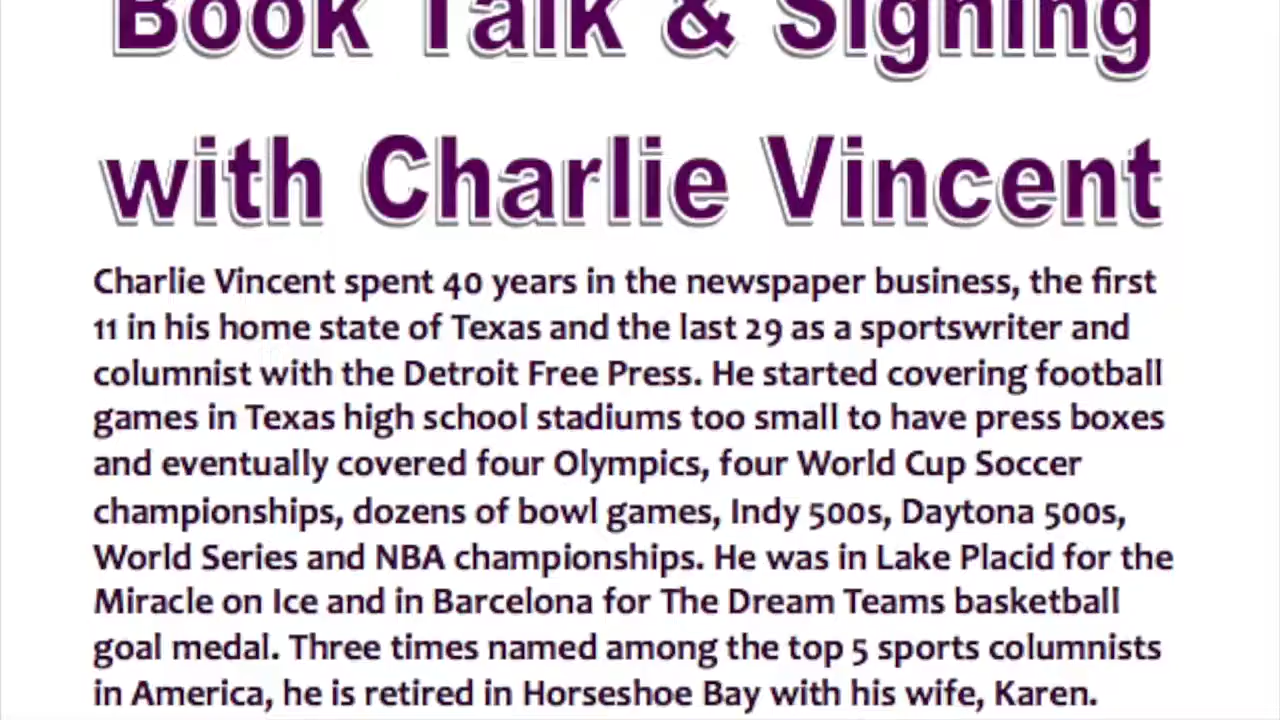 Book Talk & Signing
with Charlie Vincent
Charlie Vincent spent 40 years in the newspaper business, the first
11 in his home state of Texas and the last 29 as a sportswriter and
columnist with the Detroit Free Press. He started covering football
games in Texas high school stadiums too small to have press boxes
and eventually covered four Olympics, four World Cup Soccer
championships, dozens of bowl games, Indy 500s, Daytona 500s,
World Series and NBA championships. He was in Lake Placid for the
Miracle on Ice and in Barcelona for The Dream Teams basketball
goal medal. Three times named among the top 5 sports columnists
in America, he is retired in Horseshoe Bay with his wife, Karen.